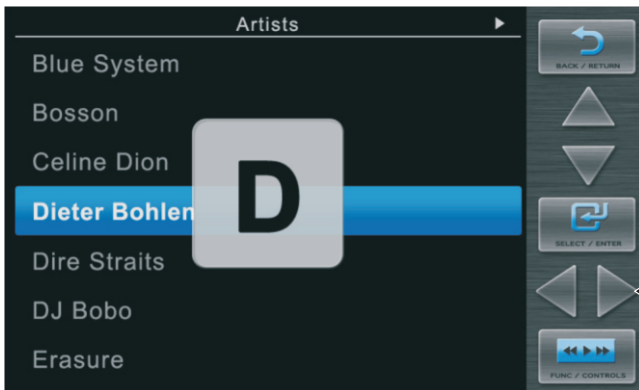 Artists
Blue System
Bosson
Celine Dion
Dieter Bohlen
D
Dire Straits
DJ Bobo
Erasure
BACK / RETURN
SELECT / ENTER
FUNC / CONTROLS